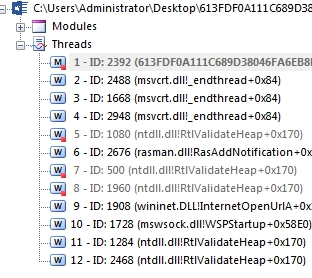 C:\Users\Administrator\Desktop\613FDF0A111C689D3
Modules
Threads
M 1 - ID: 2392 (613FDF0A111C689D38046FA6EB8
W 2 - ID: 2488 (msvcrt.dll!_endthread+0x84)
W 3 - ID: 1668 (msvcrt.dll!_endthread+0x84)
W 4 - ID: 2948 (msvcrt.dll!_endthread+0x84)
W 5 - ID: 1080 (ntdll.dll!RtlValidateHeap+0x170)
W 6 - ID: 2676 (rasman.dll!RasAddNotification+0x
W 7 - ID: 500 (ntdll.dll!RtlValidateHeap+0x170)
W 8 - ID: 1960 (ntdll.dll!RtlValidateHeap+0x170)
W 9 - ID: 1908 (wininet.DLL!InternetOpenUrlA+0x
W 10 - ID: 1728 (mswsock.dll!WSPStartup+0x58E0)
W 11 - ID: 1284 (ntdll.dll!RtlValidateHeap+0x170)
W 12 - ID: 2468 (ntdll.dll!RtlValidateHeap+0x170)